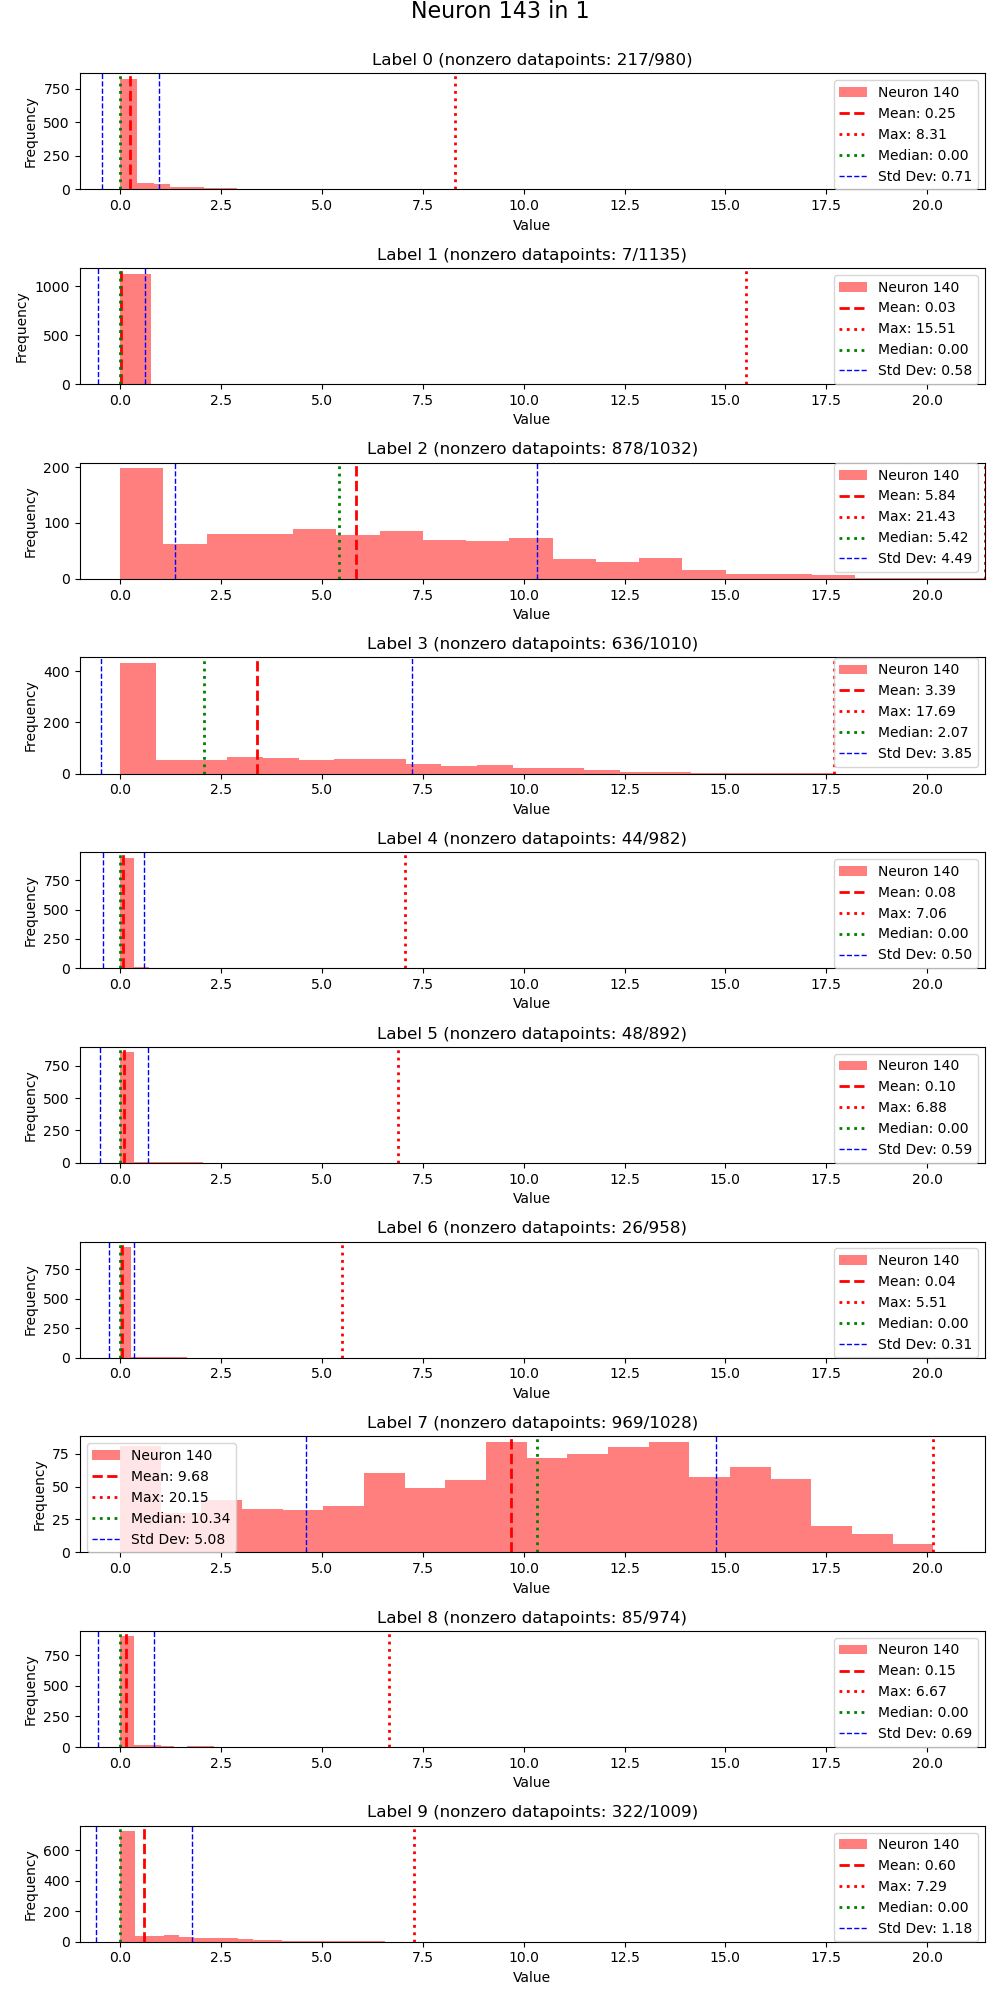 Neuron 143 in 1
Label 0 (nonzero datapoints: 217/980)
Frequency
750
500
250
0
Neuron 140
Mean: 0.25
Max: 8.31
Median: 0.00
Std Dev: 0.71
0.0 2.5 5.0 7.5 10.0 12.5 15.0 17.5 20.0
Value
Label 1 (nonzero datapoints: 7/1135)
Frequency
1000
500
0
Neuron 140
Mean: 0.03
Max: 15.51
Median: 0.00
Std Dev: 0.58
0.0 2.5 5.0 7.5 10.0 12.5 15.0 17.5 20.0
Value
Label 2 (nonzero datapoints: 878/1032)
Frequency
200
100
0
Neuron 140
Mean: 5.84
Max: 21.43
Median: 5.42
Std Dev: 4.49
0.0 2.5 5.0 7.5 10.0 12.5 15.0 17.5 20.0
Value
Label 3 (nonzero datapoints: 636/1010)
Frequency
400
200
0
Neuron 140
Mean: 3.39
Max: 17.69
Median: 2.07
Std Dev: 3.85
0.0 2.5 5.0 7.5 10.0 12.5 15.0 17.5 20.0
Value
Label 4 (nonzero datapoints: 44/982)
Frequency
750
500
250
0
Neuron 140
Mean: 0.08
Max: 7.06
Median: 0.00
Std Dev: 0.50
0.0 2.5 5.0 7.5 10.0 12.5 15.0 17.5 20.0
Value
Label 5 (nonzero datapoints: 48/892)
Frequency
750
500
250
0
Neuron 140
Mean: 0.10
Max: 6.88
Median: 0.00
Std Dev: 0.59
0.0 2.5 5.0 7.5 10.0 12.5 15.0 17.5 20.0
Value
Label 6 (nonzero datapoints: 26/958)
Frequency
750
500
250
0
Neuron 140
Mean: 0.04
Max: 5.51
Median: 0.00
Std Dev: 0.31
0.0 2.5 5.0 7.5 10.0 12.5 15.0 17.5 20.0
Value
Label 7 (nonzero datapoints: 969/1028)
Frequency
75
50
25
0
Neuron 140
Mean: 9.68
Max: 20.15
Median: 10.34
Std Dev: 5.08
0.0 2.5 5.0 7.5 10.0 12.5 15.0 17.5 20.0
Value
Label 8 (nonzero datapoints: 85/974)
Frequency
750
500
250
0
Neuron 140
Mean: 0.15
Max: 6.67
Median: 0.00
Std Dev: 0.69
0.0 2.5 5.0 7.5 10.0 12.5 15.0 17.5 20.0
Value
Label 9 (nonzero datapoints: 322/1009)
Frequency
600
400
200
0
Neuron 140
Mean: 0.60
Max: 7.29
Median: 0.00
Std Dev: 1.18
0.0 2.5 5.0 7.5 10.0 12.5 15.0 17.5 20.0
Value